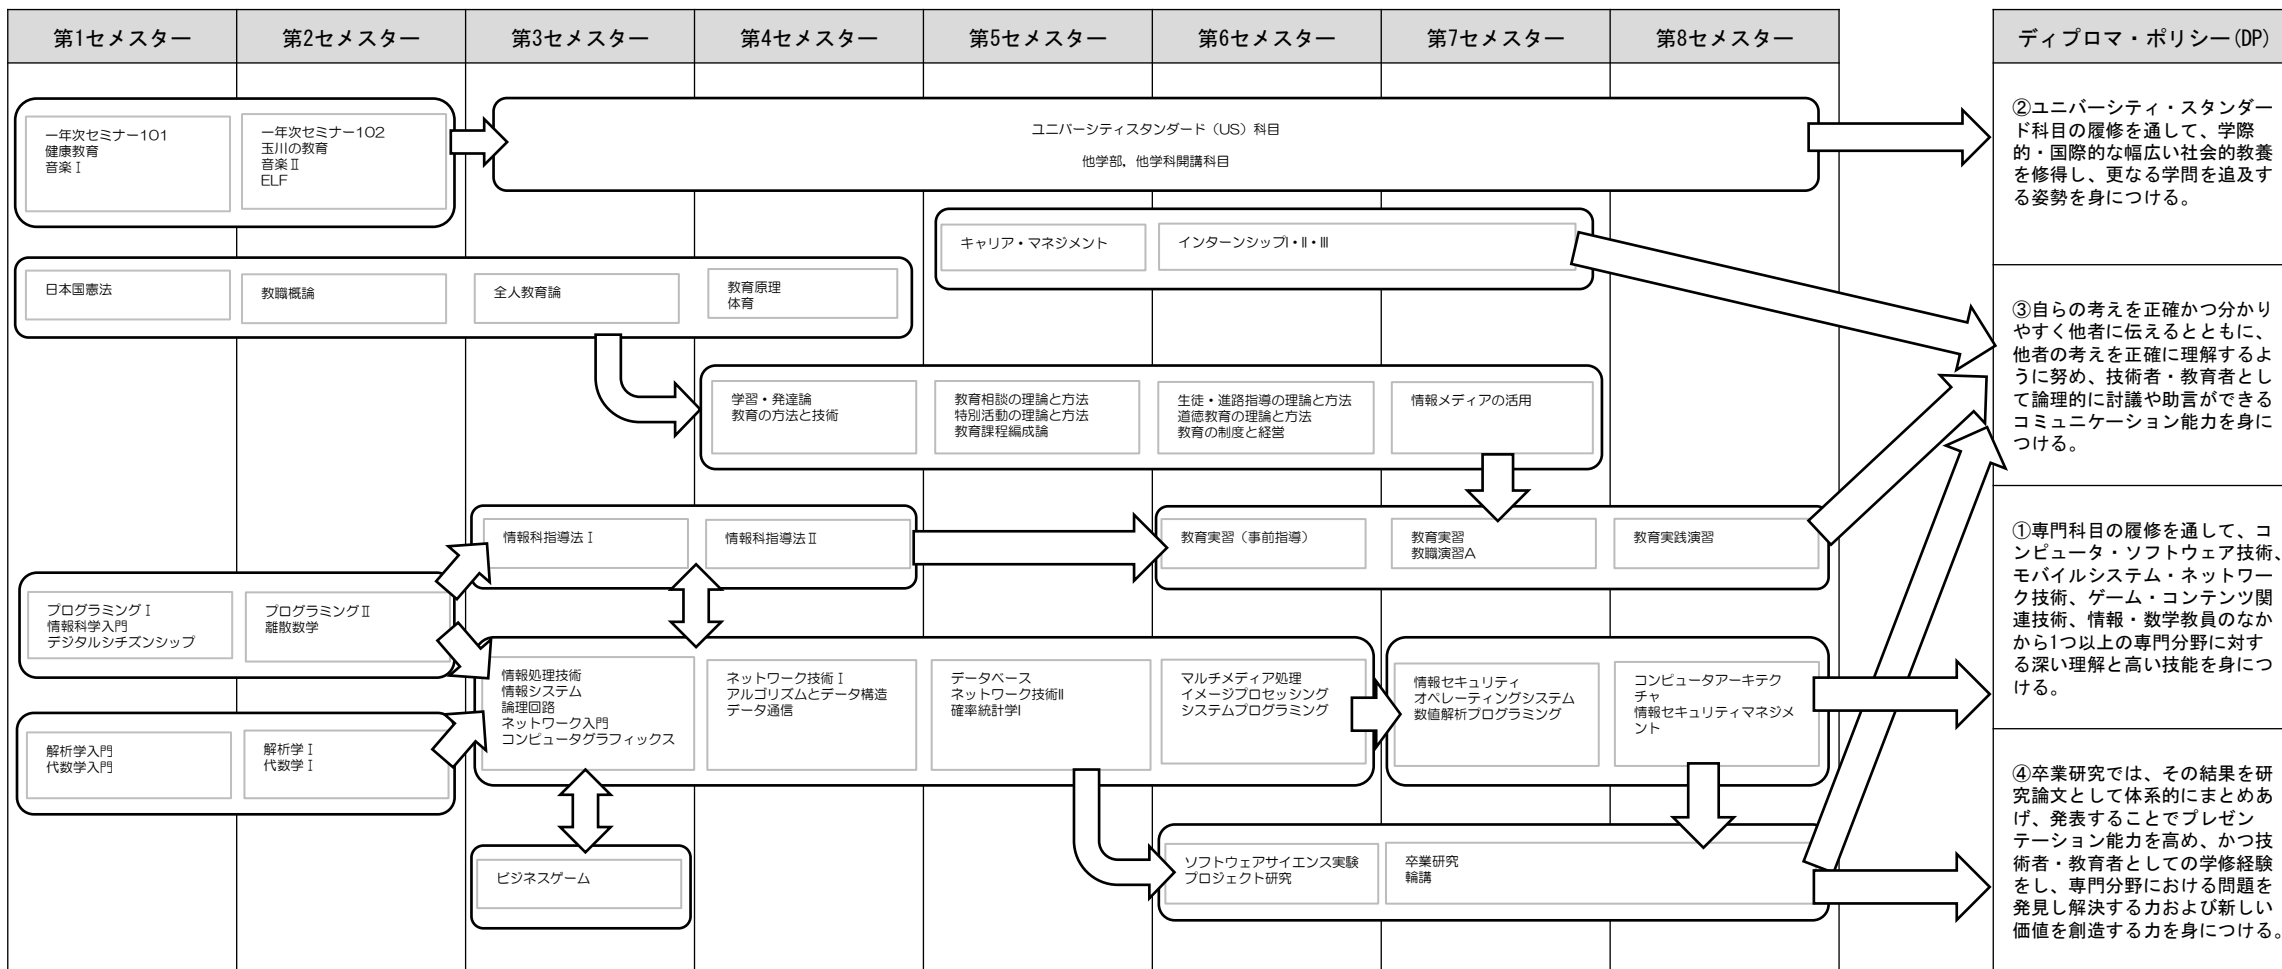 第1セメスター
第2セメスター
第3セメスター
第4セメスター
第5セメスター
第6セメスター
第7セメスター
第8セメスター
ディプロマ・ポリシー(DP)
一年次セミナー101
健康教育
音楽Ⅰ
一年次セミナー102
玉川の教育
音楽Ⅱ
ELF
ユニバーシティスタンダード（US）科目
他学部，他学科開講科目
②ユニバーシティ・スタンダー
ド科目の履修を通して、学際
的・国際的な幅広い社会的教養
を修得し、更なる学問を追及す
る姿勢を身につける。
キャリア・マネジメント
インターンシップⅠ・Ⅱ・Ⅲ
日本国憲法
教職概論
全人教育論
教育原理
体育
③自らの考えを正確かつ分かり
やすく他者に伝えるとともに、
他者の考えを正確に理解するよ
うに努め、技術者・教育者とし
て論理的に討議や助言ができる
コミュニケーション能力を身に
つける。
学習・発達論
教育の方法と技術
教育相談の理論と方法
特別活動の理論と方法
教育課程編成論
生徒・進路指導の理論と方法
道徳教育の理論と方法
教育の制度と経営
情報メディアの活用
情報科指導法Ⅰ
情報科指導法Ⅱ
教育実習（事前指導）
教育実習
教職演習A
教育実践演習
①専門科目の履修を通して、コ
ンピュータ・ソフトウェア技術、
モバイルシステム・ネットワー
ク技術、ゲーム・コンテンツ関
連技術、情報・数学教員のなか
から1つ以上の専門分野に対す
る深い理解と高い技能を身につ
ける。
プログラミングⅠ
情報科学入門
デジタルシチズンシップ
プログラミングⅡ
離散数学
情報処理技術
情報システム
論理回路
ネットワーク入門
コンピュータグラフィックス
ネットワーク技術Ⅰ
アルゴリズムとデータ構造
データ通信
データベース
ネットワーク技術Ⅱ
確率統計学Ⅰ
マルチメディア処理
イメージプロセッシング
システムプログラミング
情報セキュリティ
オペレーティングシステム
数値解析プログラミング
コンピュータアーキテク
チャ
情報セキュリティマネジメ
ント
解析学入門
代数学入門
解析学Ⅰ
代数学Ⅰ
④卒業研究では、その結果を研
究論文として体系的にまとめあ
げ、発表することでプレゼン
テーション能力を高め、かつ技
術者・教育者としての学修経験
をし、専門分野における問題を
発見し解決する力および新しい
価値を創造する力を身につける。
ビジネスゲーム
ソフトウェアサイエンス実験
プロジェクト研究
卒業研究
輪講